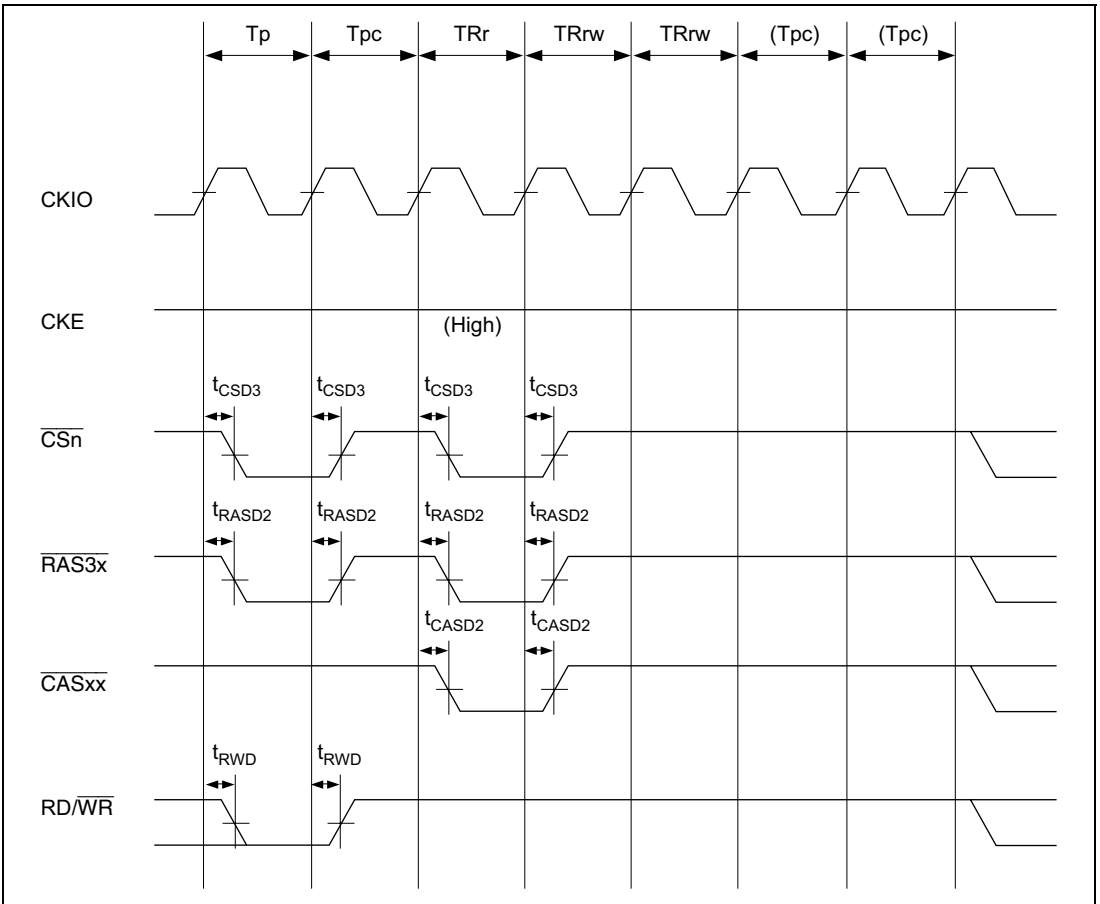 Tp Tpc TRr TRrw TRrw (Tpc) (Tpc)
CKIO
CKE
(High)
tCSD3 tCSD3 tCSD3 tCSD3
CSn
tRASD2 tRASD2 tRASD2 tRASD2
RAS3x
tCASD2 tCASD2
CASxx
tRWD tRWD
RD/WR